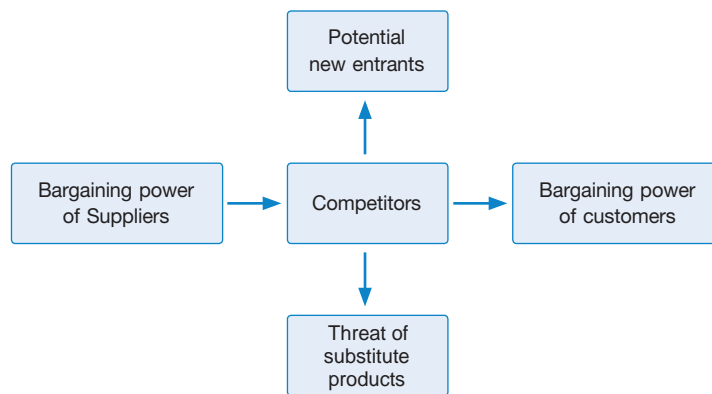 Potential
new entrants
Bargaining power
of Suppliers
Competitors
Bargaining power
of customers
Threat of
substitute
products